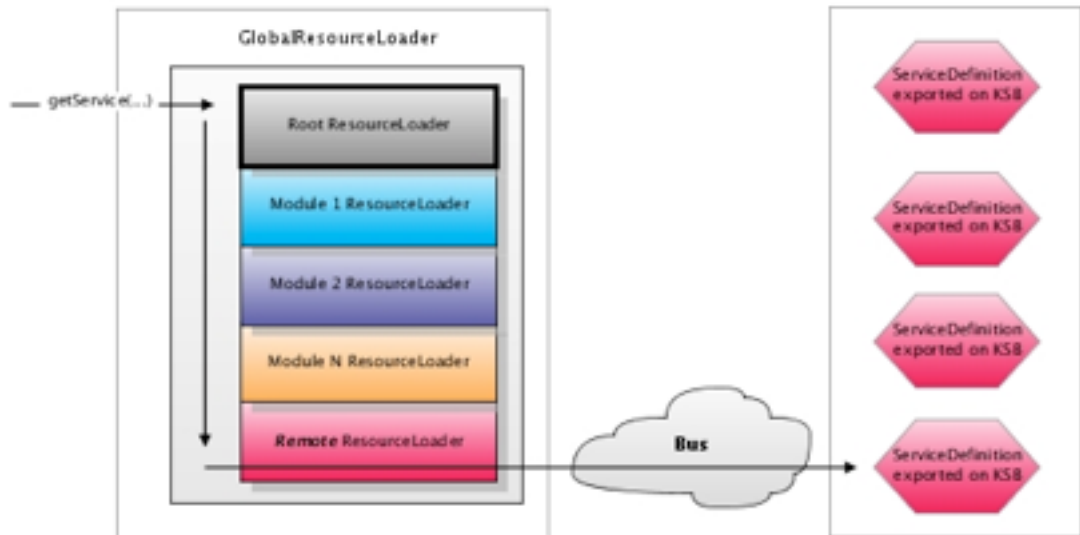 GlobalResourceLoader
getService(...)
Root ResourceLoader
Module 1 ResourceLoader
Module 2 ResourceLoader
Module N ResourceLoader
Remote ResourceLoader
Bus
ServiceDefinition
exported on KSB
ServiceDefinition
exported on KSB
ServiceDefinition
exported on KSB
ServiceDefinition
exported on KSB